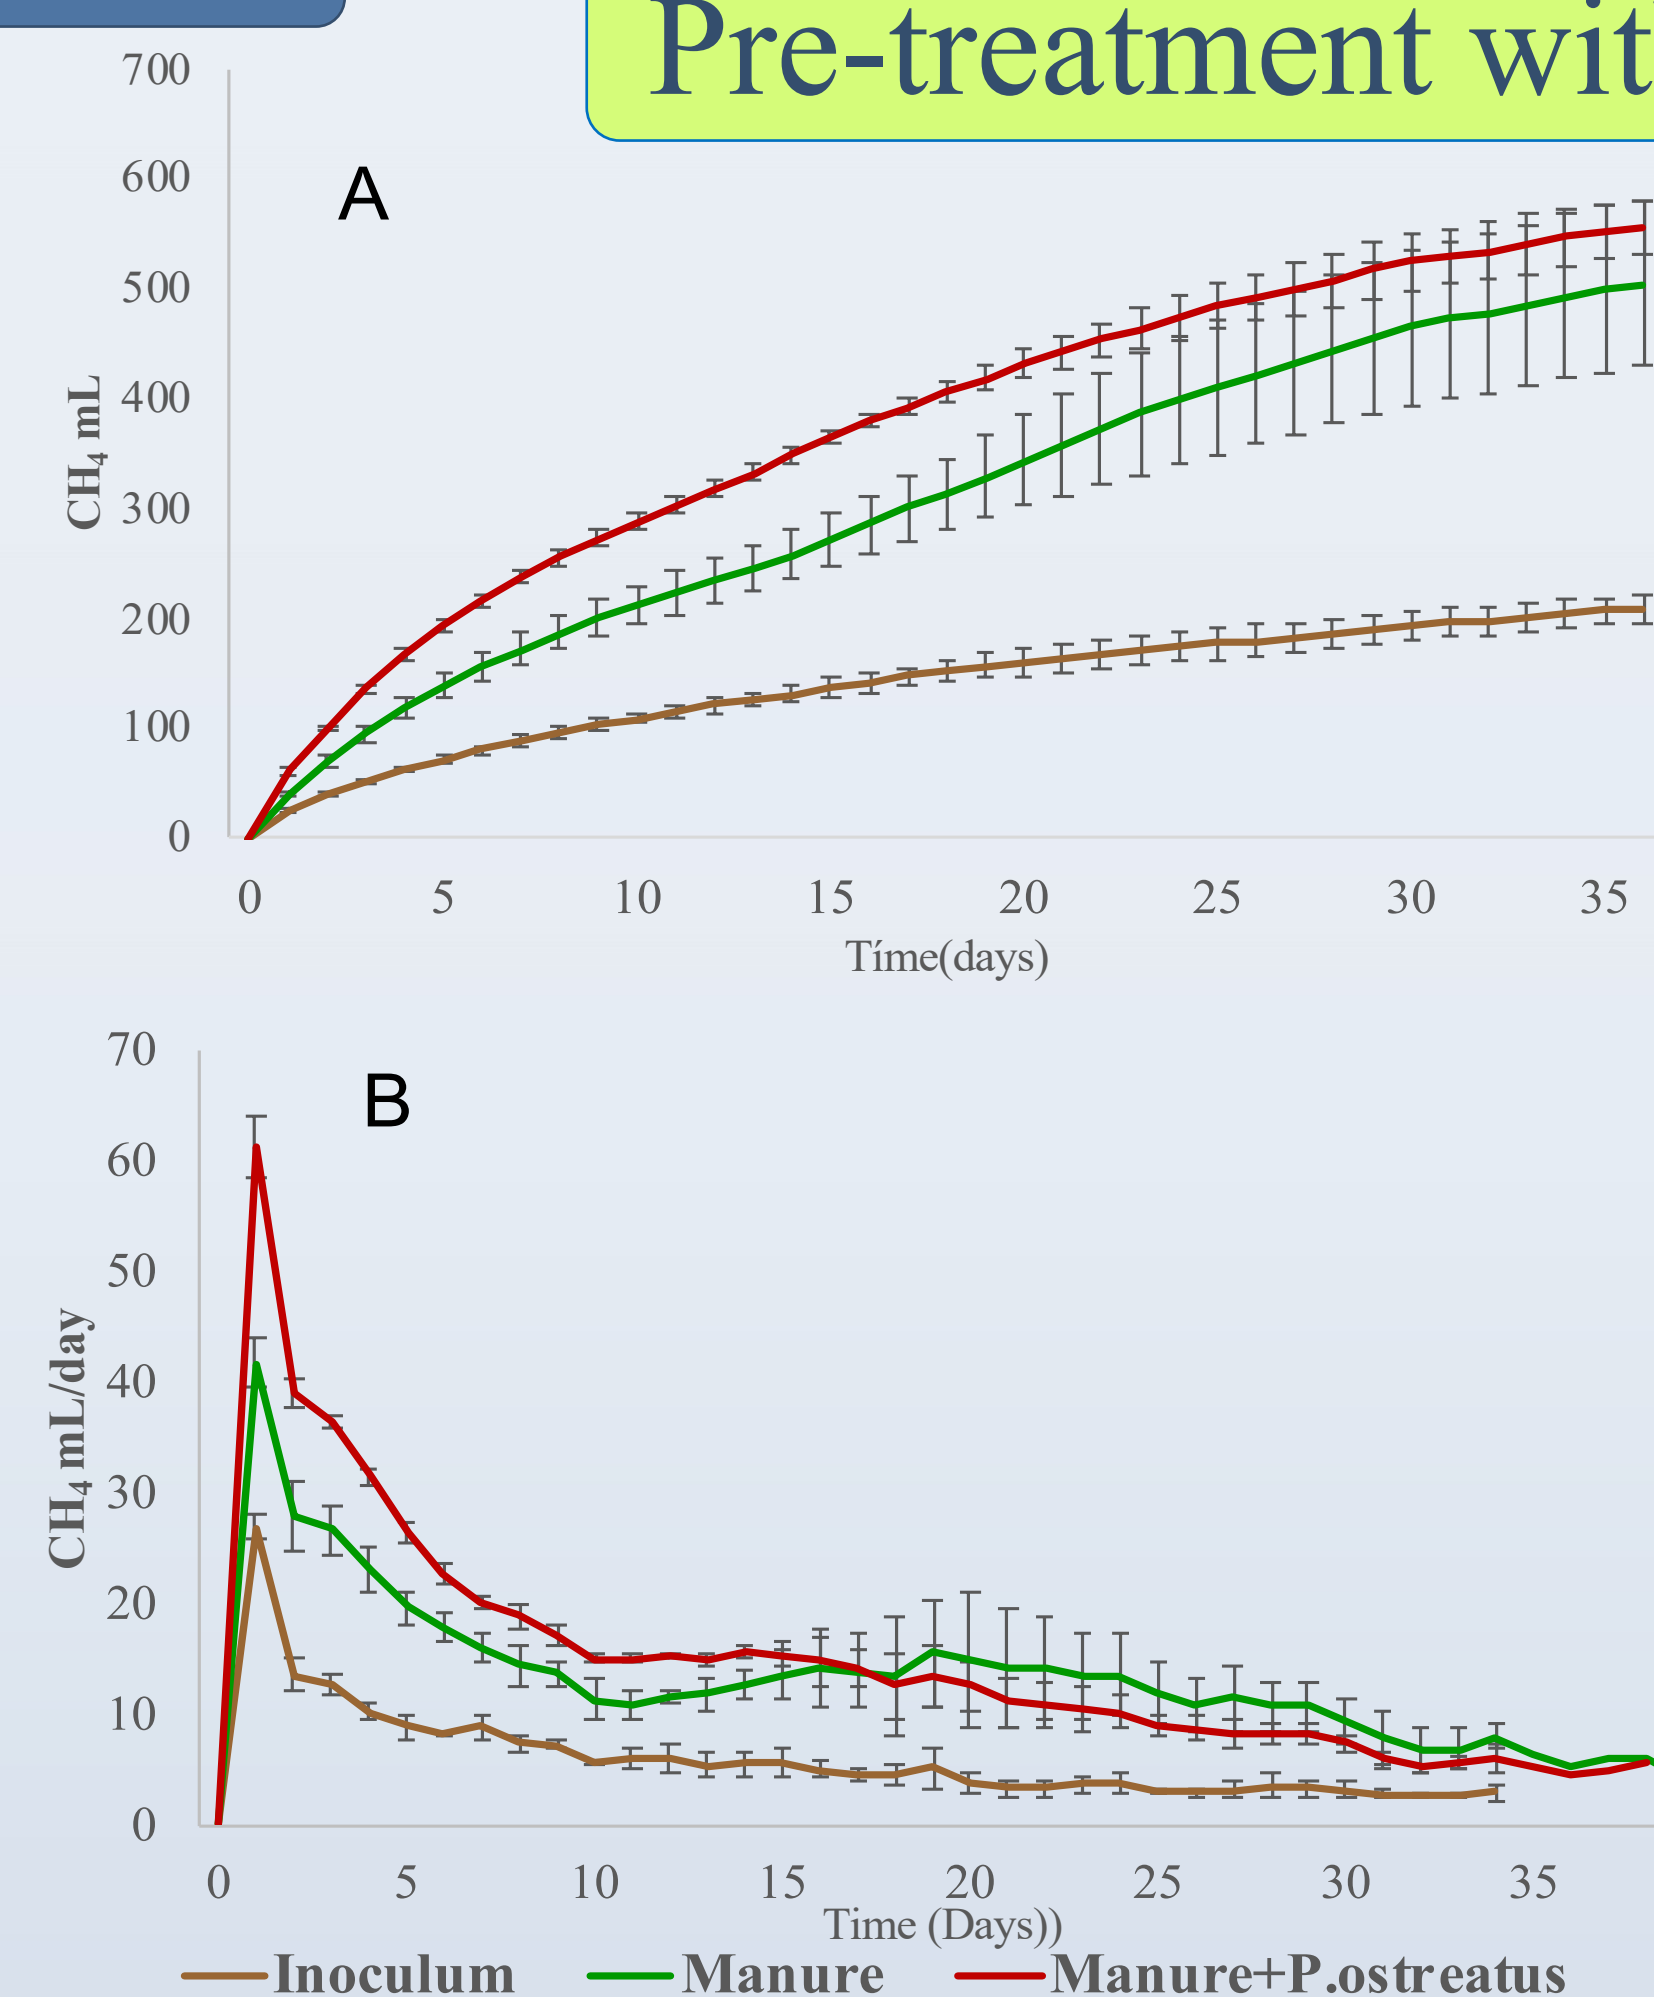 Pre-treatment wit
700
600
500
400
300
200
100
0
A
CH₄ mL
0 5 10 15 20 25 30 35
Tíme(days)
70
60
50
40
30
20
10
0
B
CH₄ mL/day
0 5 10 15 20 25 30 35
Time (Days))
Inoculum Manure Manure+P.ostreatus